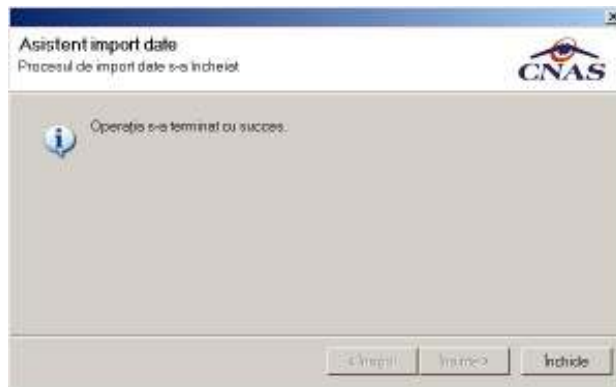 Asistent import date
Procesul de import date s-a încheiat
CNAS
Operația s-a terminat cu succes.
Închide